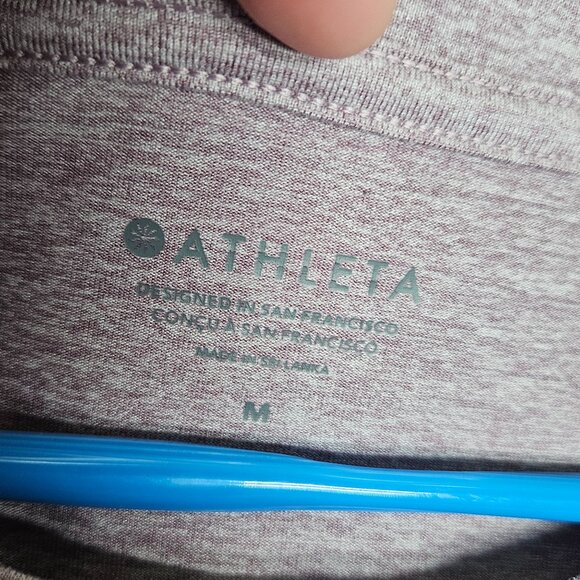 ATHLETA
DESIGNED IN SAN FRANCISCO.
CONÇU À SAN FRANCISCO.
MADE IN SRI LANKA
M